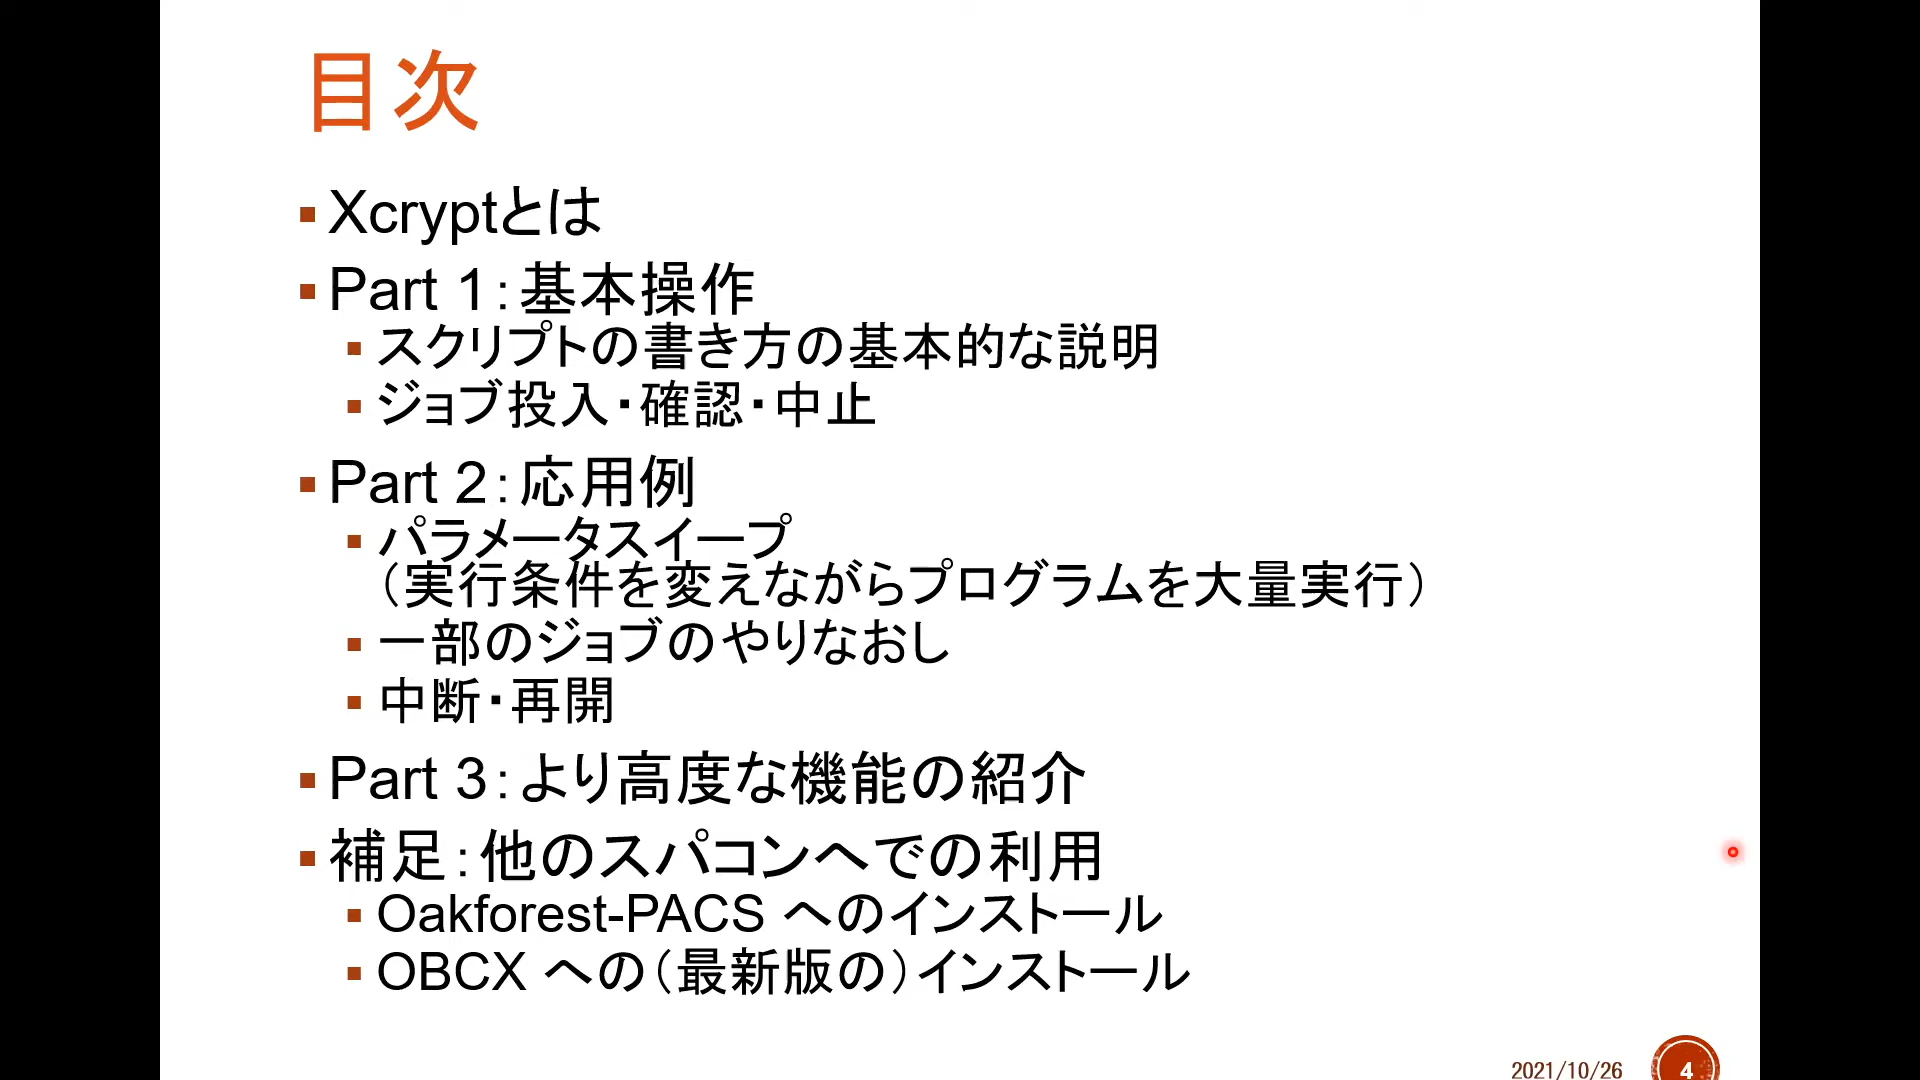 目次
Xcryptとは
Part 1：基本操作
スクリプトの書き方の基本的な説明
ジョブ投入・確認・中止
Part 2：応用例
パラメータスイープ
（実行条件を変えながらプログラムを大量実行）
一部のジョブのやりなおし
中断・再開
Part 3：より高度な機能の紹介
補足：他のスパコンへでの利用
Oakforest-PACS へのインストール
OBCX への（最新版の）インストール
2021/10/26
4